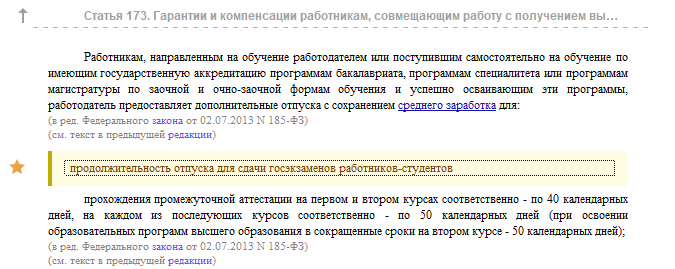 Статья 173. Гарантии и компенсации работникам, совмещающим работу с получением вы...
Работникам, направленным на обучение работодателем или поступившим самостоятельно на обучение по
имеющим государственную аккредитацию программам бакалавриата, программам специалитета или программам
магистратуры по заочной и очно-заочной формам обучения и успешно осваивающим эти программы,
работодатель предоставляет дополнительные отпуска с сохранением среднего заработка для:
(в ред. Федерального закона от 02.07.2013 N 185-ФЗ)
(см. текст в предыдущей редакции)
продолжительность отпуска для сдачи госэкзаменов работников-студентов
прохождения промежуточной аттестации на первом и втором курсах соответственно - по 40 календарных
дней, на каждом из последующих курсов соответственно - по 50 календарных дней (при освоении
образовательных программ высшего образования в сокращенные сроки на втором курсе - 50 календарных дней);
(в ред. Федерального закона от 02.07.2013 N 185-ФЗ)
(см. текст в предыдущей редакции)